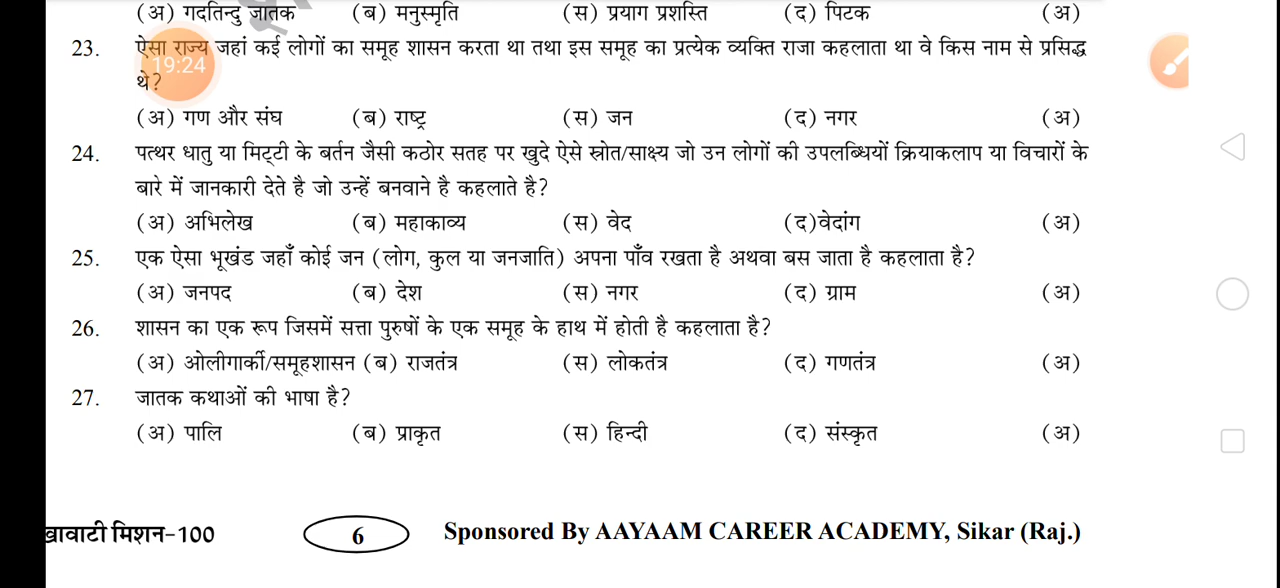 (अ) गदतिन्दु जातक (ब) मनुस्मृति (स) प्रयाग प्रशस्ति (द) पिटक (अ)
23. ऐसा राज्य जहां कई लोगों का समूह शासन करता था तथा इस समूह का प्रत्येक व्यक्ति राजा कहलाता था वे किस नाम से प्रसिद्ध
19:24
थे?
(अ) गण और संघ (ब) राष्ट्र (स) जन (द) नगर (अ)
24. पत्थर धातु या मिट्टी के बर्तन जैसी कठोर सतह पर खुदे ऐसे स्रोत/साक्ष्य जो उन लोगों की उपलब्धियों क्रियाकलाप या विचारों के
बारे में जानकारी देते है जो उन्हें बनवाने है कहलाते है?
(अ) अभिलेख (ब) महाकाव्य (स) वेद (द)वेदांग (अ)
25. एक ऐसा भूखंड जहाँ कोई जन (लोग, कुल या जनजाति) अपना पाँव रखता है अथवा बस जाता है कहलाता है?
(अ) जनपद (ब) देश (स) नगर (द) ग्राम (अ)
26. शासन का एक रूप जिसमें सत्ता पुरुषों के एक समूह के हाथ में होती है कहलाता है?
(अ) ओलीगार्की/समूहशासन (ब) राजतंत्र (स) लोकतंत्र (द) गणतंत्र (अ)
27. जातक कथाओं की भाषा है?
(अ) पालि (ब) प्राकृत (स) हिन्दी (द) संस्कृत (अ)
खावाटी मिशन-100 6 Sponsored By AAYAAM CAREER ACADEMY, Sikar (Raj.)